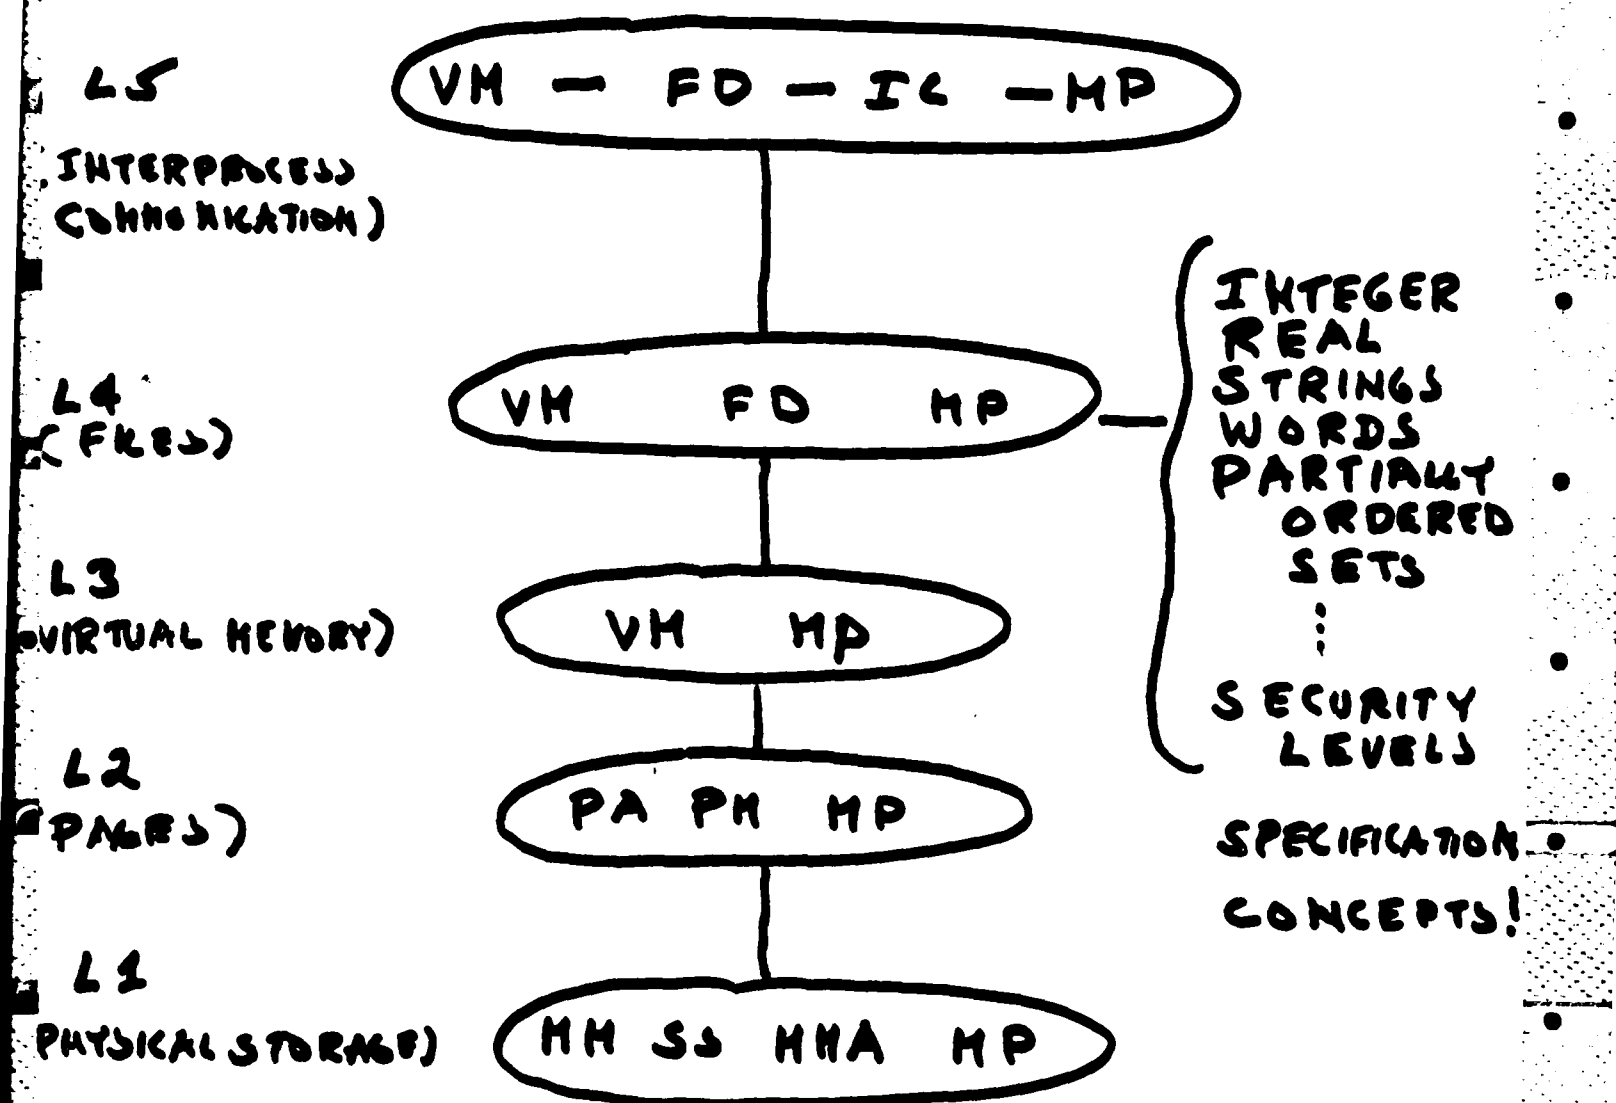 L5
INTERPROCESS
COMMUNICATION)
VM — FD — IC — MP
L4
(FILES)
VM FD MP
INTEGER
REAL
STRINGS
WORDS
PARTIALLY
ORDERED
SETS
⋮
SECURITY
LEVELS
SPECIFICATION
CONCEPTS!
L3
VIRTUAL MEMORY)
VM MP
L2
(PAGES)
PA PM MP
L1
PHYSICAL STORAGE)
MM SS MMA MP